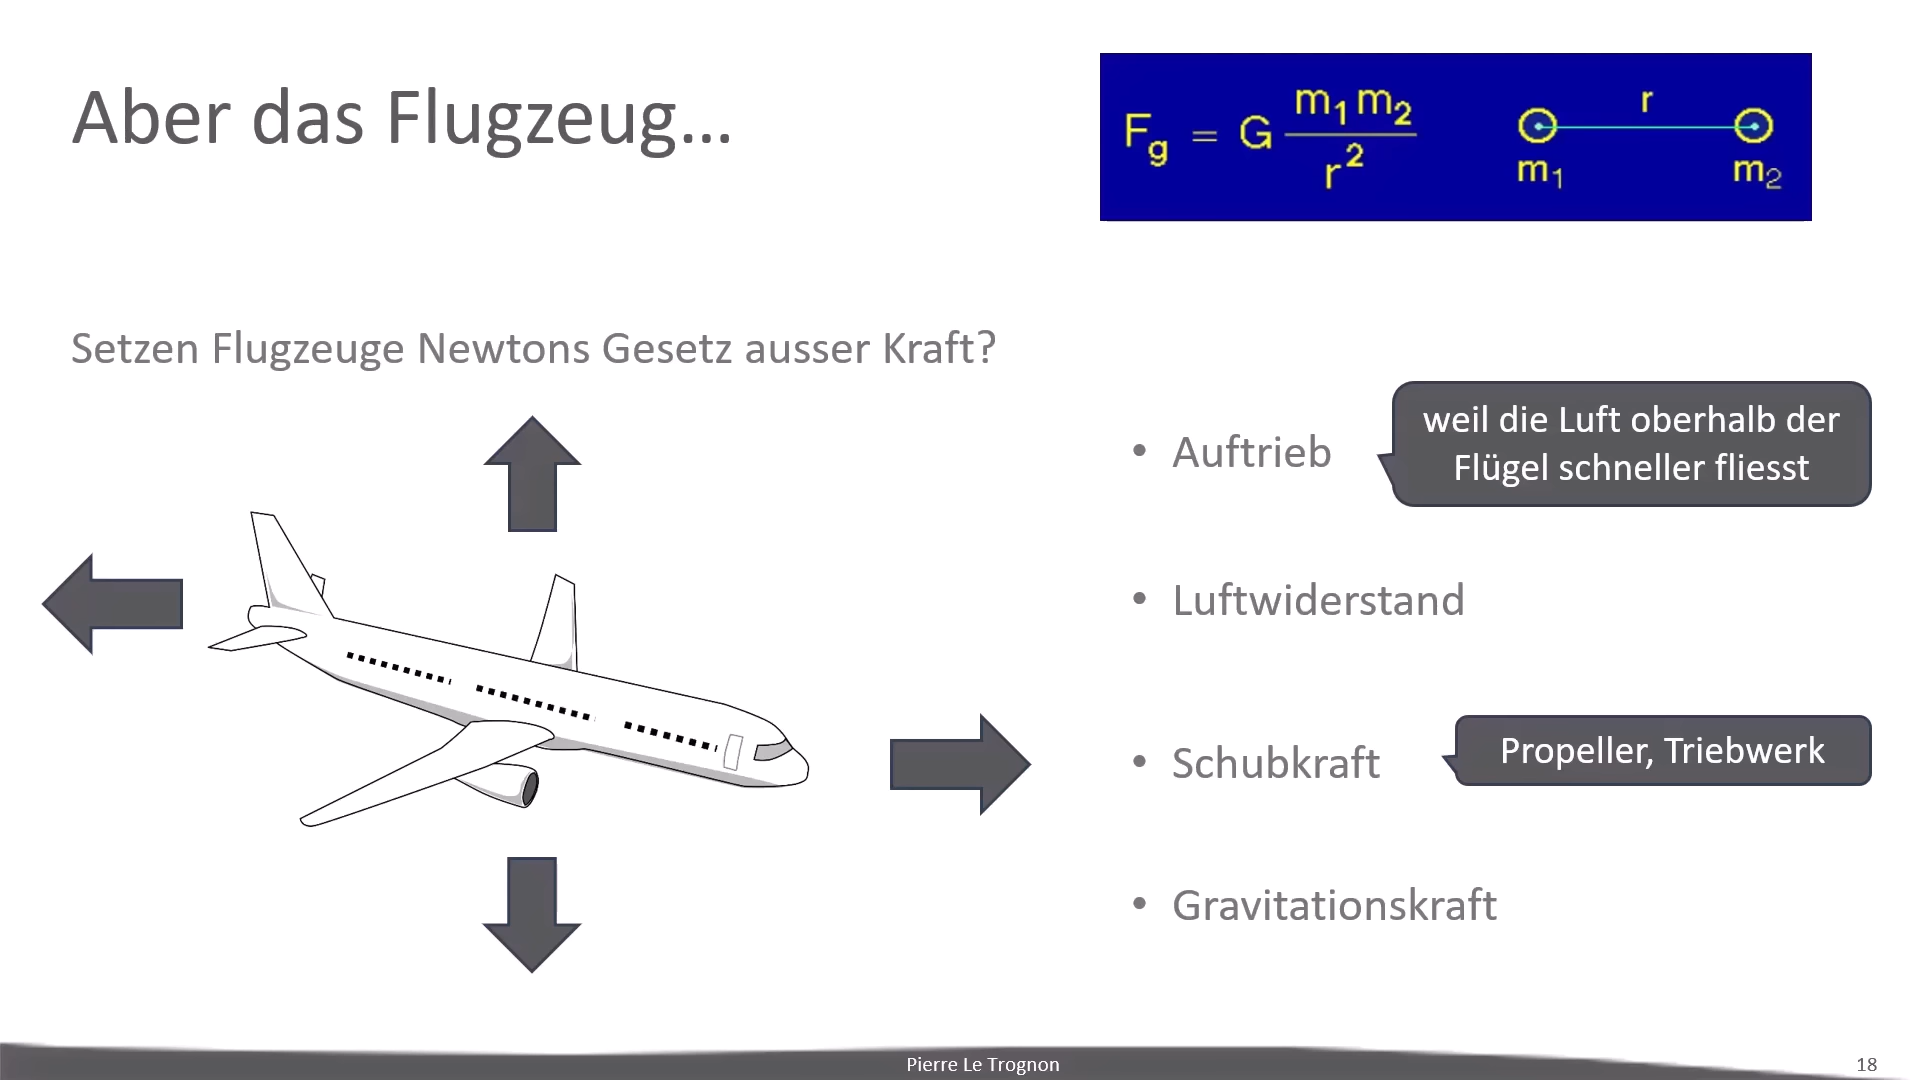 Aber das Flugzeug...
F_g = G m₁m₂ / r²
r
m₁ m₂
Setzen Flugzeuge Newtons Gesetz ausser Kraft?
• Auftrieb
weil die Luft oberhalb der
Flügel schneller fliesst
• Luftwiderstand
• Schubkraft
Propeller, Triebwerk
• Gravitationskraft
Pierre Le Trognon
18